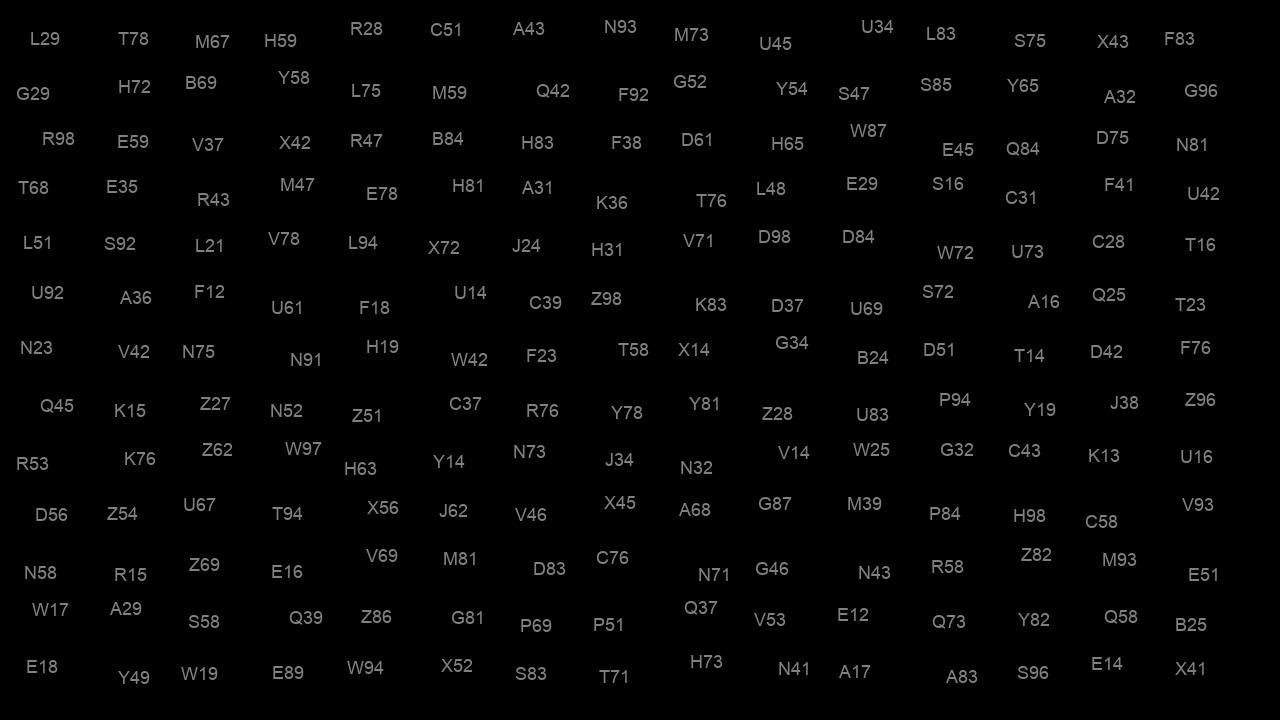 L29 T78 M67 H59 R28 C51 A43 N93 M73 U45 U34 L83 S75 X43 F83
G29 H72 B69 Y58 L75 M59 Q42 F92 G52 Y54 S47 S85 Y65 A32 G96
R98 E59 V37 X42 R47 B84 H83 F38 D61 H65 W87 E45 Q84 D75 N81
T68 E35 R43 M47 E78 H81 A31 K36 T76 L48 E29 S16 C31 F41 U42
L51 S92 L21 V78 L94 X72 J24 H31 V71 D98 D84 W72 U73 C28 T16
U92 A36 F12 U61 F18 U14 C39 Z98 K83 D37 U69 S72 A16 Q25 T23
N23 V42 N75 N91 H19 W42 F23 T58 X14 G34 B24 D51 T14 D42 F76
Q45 K15 Z27 N52 Z51 C37 R76 Y78 Y81 Z28 U83 P94 Y19 J38 Z96
R53 K76 Z62 W97 H63 Y14 N73 J34 N32 V14 W25 G32 C43 K13 U16
D56 Z54 U67 T94 X56 J62 V46 X45 A68 G87 M39 P84 H98 C58 V93
N58 R15 Z69 E16 V69 M81 D83 C76 N71 G46 N43 R58 Z82 M93 E51
W17 A29 S58 Q39 Z86 G81 P69 P51 Q37 V53 E12 Q73 Y82 Q58 B25
E18 Y49 W19 E89 W94 X52 S83 T71 H73 N41 A17 A83 S96 E14 X41